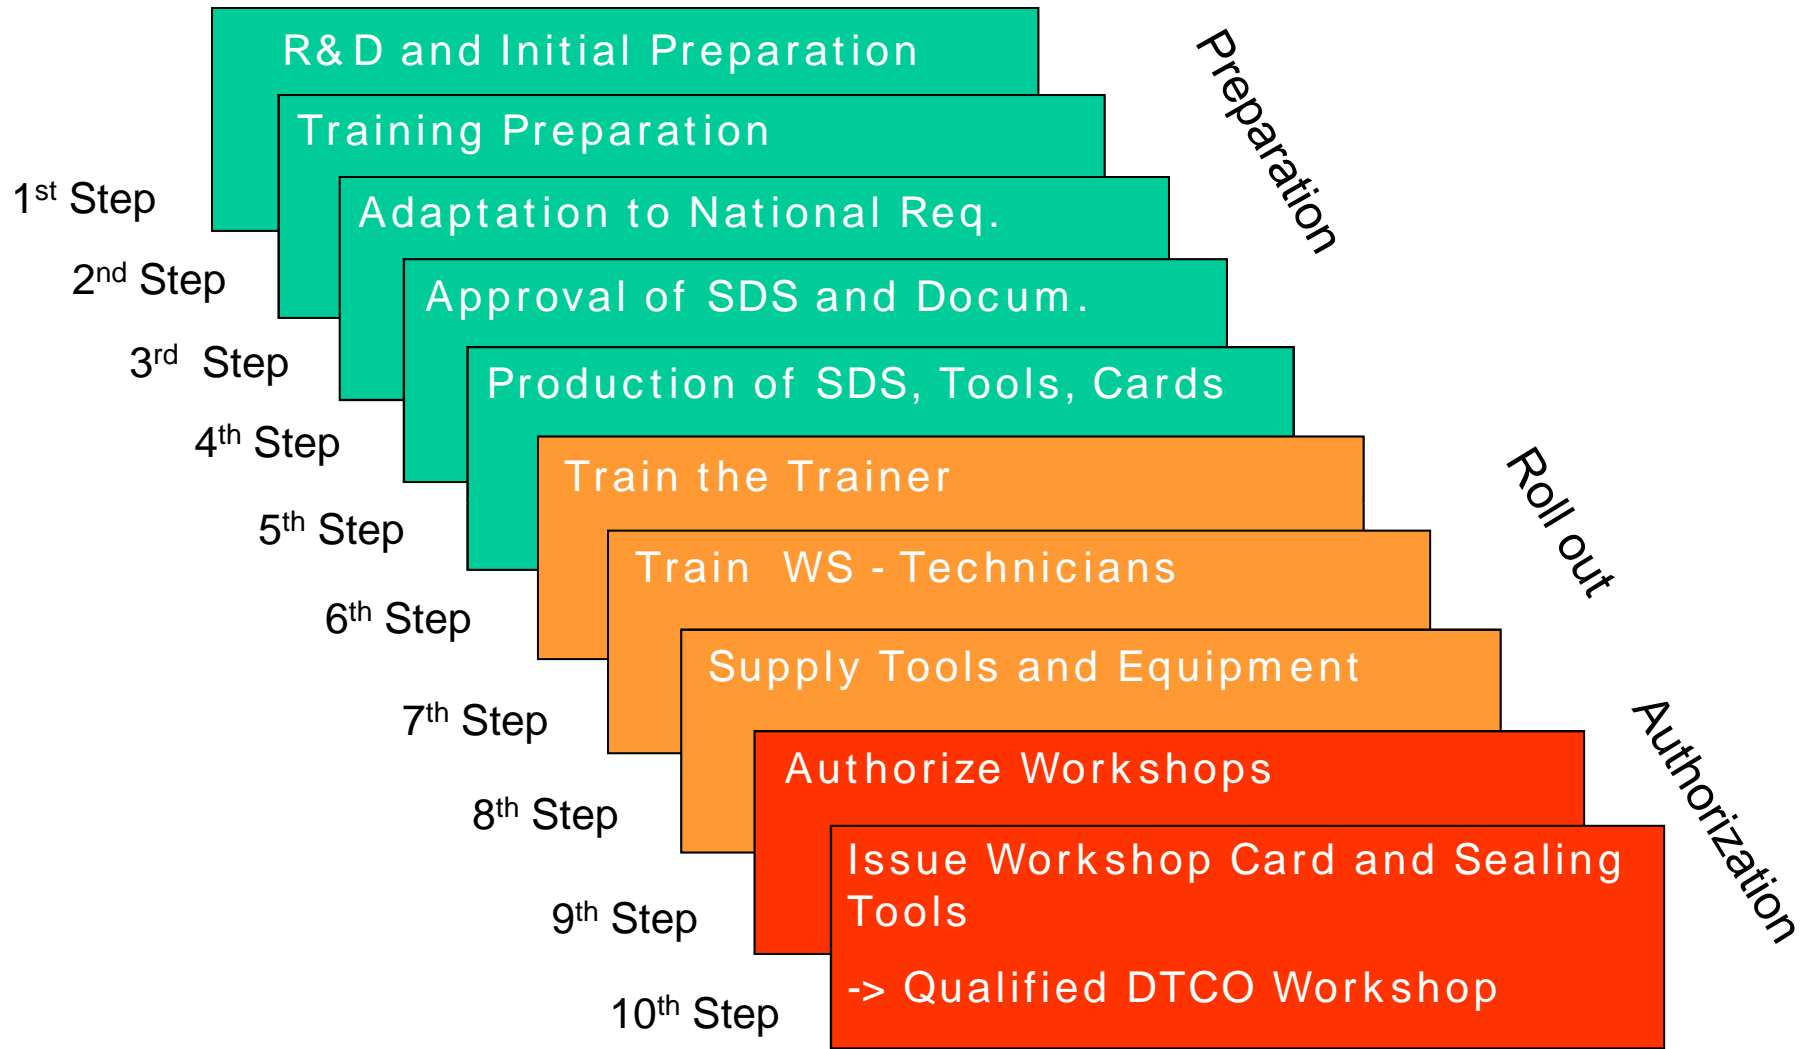 R&D and Initial Preparation
Training Preparation
1st Step
Adaptation to National Req.
2nd Step
Approval of SDS and Docum.
3rd Step
Production of SDS, Tools, Cards
4th Step
Train the Trainer
5th Step
Train WS - Technicians
6th Step
Supply Tools and Equipment
7th Step
Authorize Workshops
8th Step
Issue Workshop Card and Sealing
Tools
9th Step
-> Qualified DTCO Workshop
10th Step
Preparation
Roll out
Authorization